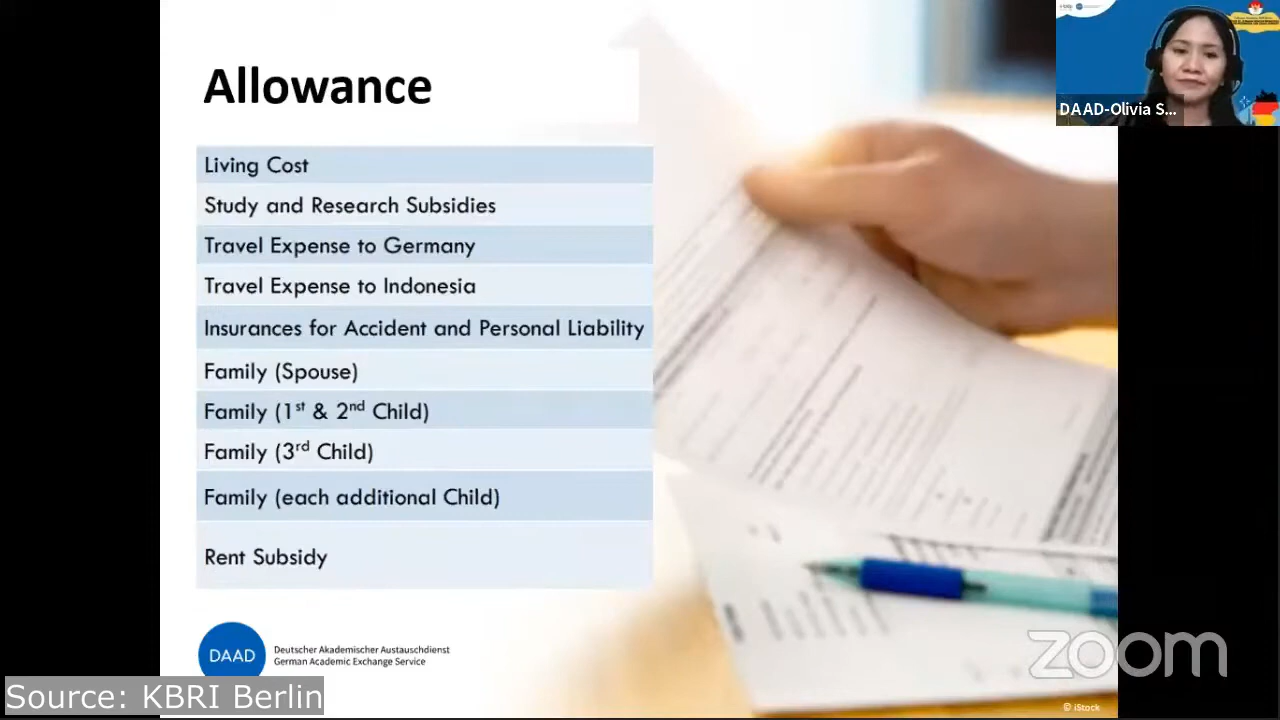 Allowance
Living Cost
Study and Research Subsidies
Travel Expense to Germany
Travel Expense to Indonesia
Insurances for Accident and Personal Liability
Family (Spouse)
Family (1st & 2nd Child)
Family (3rd Child)
Family (each additional Child)
Rent Subsidy
DAAD
Deutscher Akademischer Austauschdienst
German Academic Exchange Service
Source: KBRI Berlin
DAAD-Olivia S...
zoom
© iStock